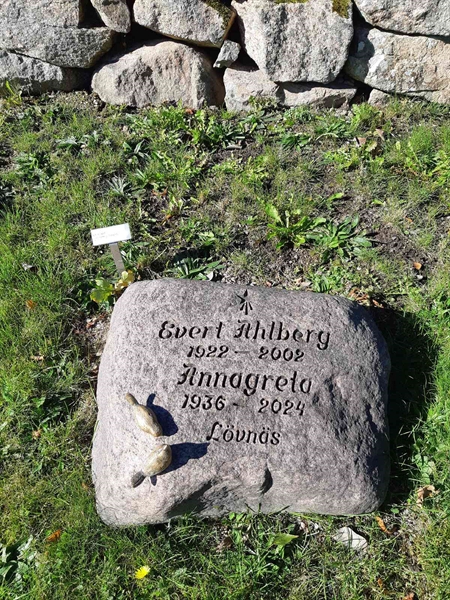 Evert Ahlberg
1922 - 2002
Annagreta
1936 - 2024
Lövnäs